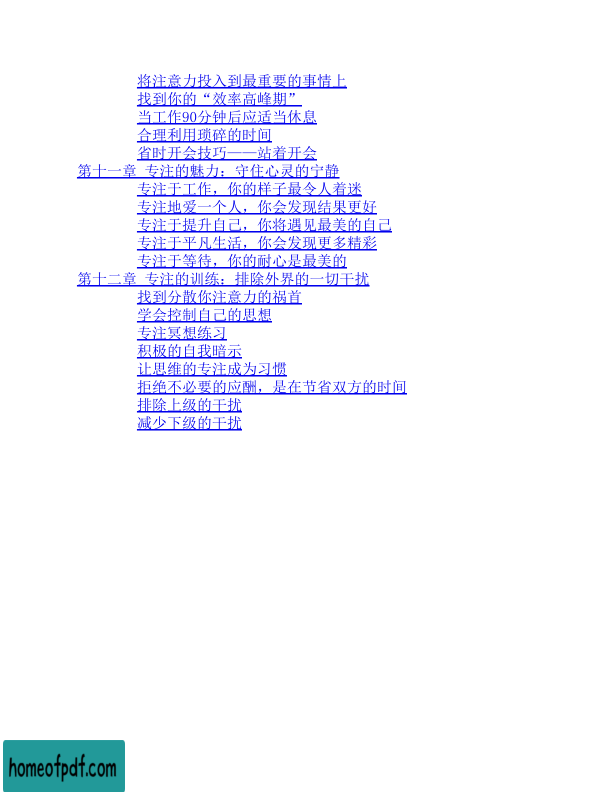 将注意力投入到最重要的事情上
找到你的“效率高峰期”
当工作90分钟后应适当休息
合理利用琐碎的时间
省时开会技巧——站着开会
第十一章 专注的魅力：守住心灵的宁静
专注于工作，你的样子最令人着迷
专注地爱一个人，你会发现结果更好
专注于提升自己，你将遇见最美的自己
专注于平凡生活，你会发现更多精彩
专注于等待，你的耐心是最美的
第十二章 专注的训练：排除外界的一切干扰
找到分散你注意力的祸首
学会控制自己的思想
专注冥想练习
积极的自我暗示
让思维的专注成为习惯
拒绝不必要的应酬，是在节省双方的时间
排除上级的干扰
减少下级的干扰
homeofpdf.com